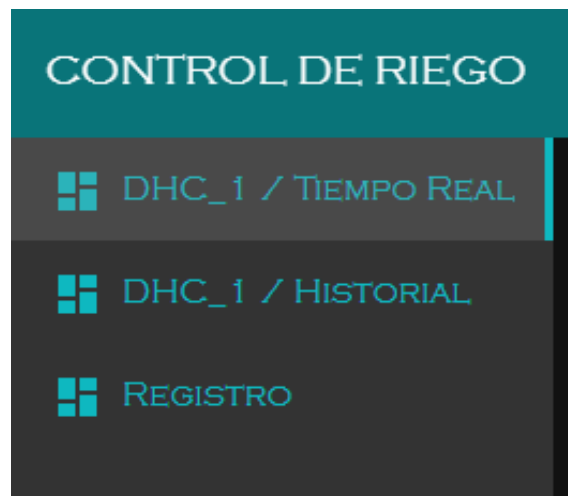 CONTROL DE RIEGO
DHC_1 / Tiempo Real
DHC_1 / Historial
Registro